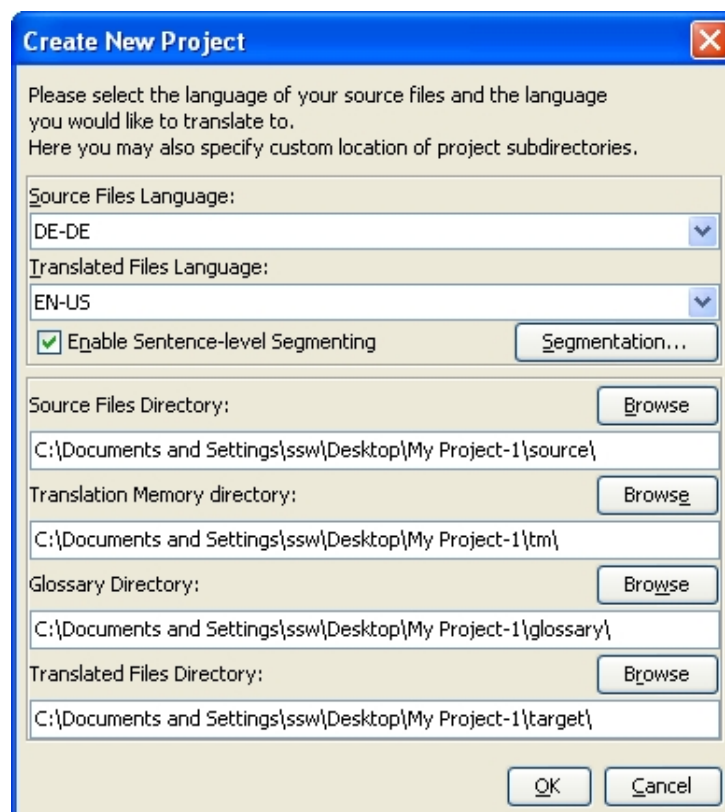 Create New Project
Please select the language of your source files and the language
you would like to translate to.
Here you may also specify custom location of project subdirectories.
Source Files Language:
DE-DE
Translated Files Language:
EN-US
Enable Sentence-level Segmenting
Segmentation...
Source Files Directory:
Browse
C:\Documents and Settings\ssw\Desktop\My Project-1\source\
Translation Memory directory:
Browse
C:\Documents and Settings\ssw\Desktop\My Project-1\tm\
Glossary Directory:
Browse
C:\Documents and Settings\ssw\Desktop\My Project-1\glossary\
Translated Files Directory:
Browse
C:\Documents and Settings\ssw\Desktop\My Project-1\target\
OK
Cancel